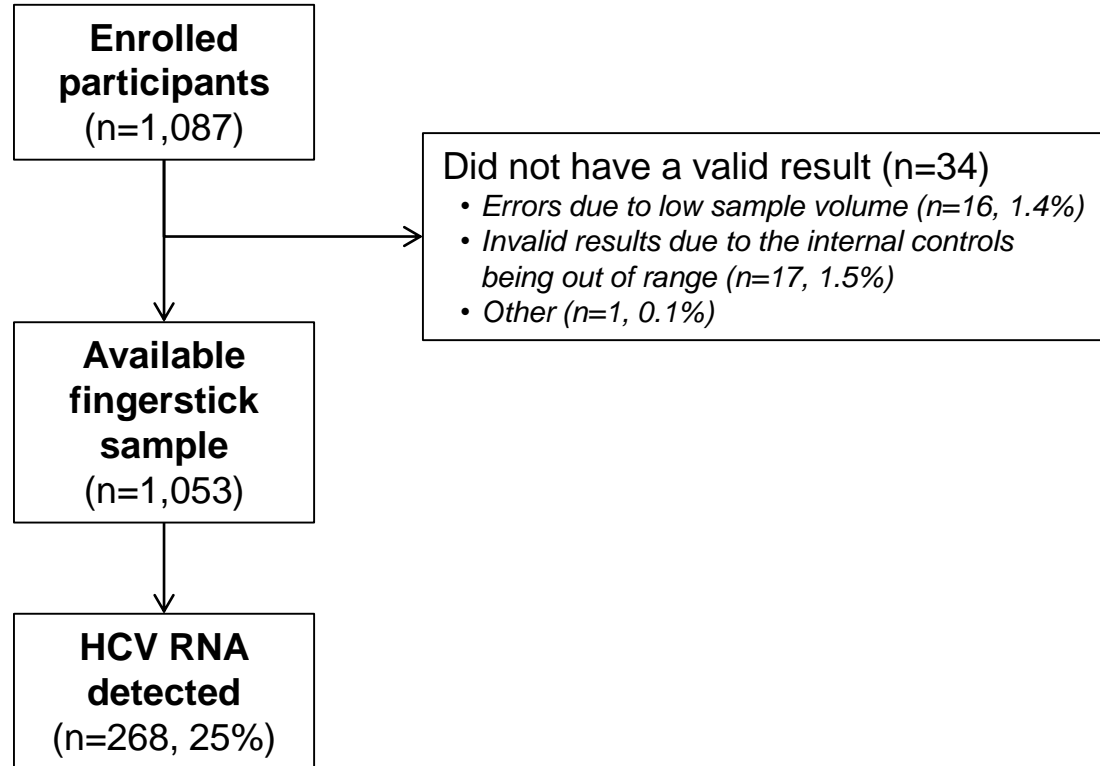 Enrolled
participants
(n=1,087)
Did not have a valid result (n=34)
• Errors due to low sample volume (n=16, 1.4%)
• Invalid results due to the internal controls
being out of range (n=17, 1.5%)
• Other (n=1, 0.1%)
Available
fingerstick
sample
(n=1,053)
HCV RNA
detected
(n=268, 25%)